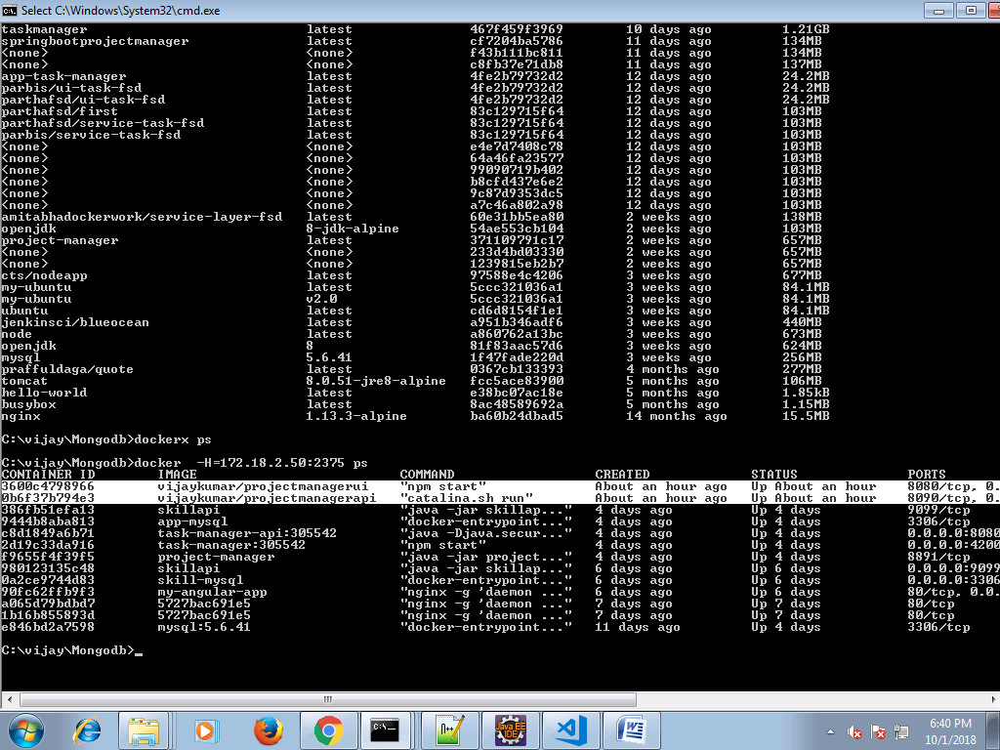 Select C:\Windows\System32\cmd.exe
taskmanager latest 467f459f3969 10 days ago 1.21GB
springbootprojectmanager latest cf7204ba5786 11 days ago 134MB
<none> latest f43b111bc811 11 days ago 134MB
<none> latest c8fb37e71db8 11 days ago 137MB
app-task-manager latest 4fe2b79732d2 12 days ago 24.2MB
parbis/ui-task-fsd latest 4fe2b79732d2 12 days ago 24.2MB
parthafsd/ui-task-fsd latest 4fe2b79732d2 12 days ago 24.2MB
parthafsd/first latest 83c129715f64 12 days ago 103MB
parthafsd/service-task-fsd latest 83c129715f64 12 days ago 103MB
parbis/service-task-fsd latest 83c129715f64 12 days ago 103MB
<none> <none> e4e7d7408c78 12 days ago 103MB
<none> <none> 64a46fa23577 12 days ago 103MB
<none> <none> 99090719b402 12 days ago 103MB
<none> <none> b8cfd437e6e2 12 days ago 103MB
<none> <none> 9c87d9353dc5 12 days ago 103MB
<none> <none> a7c46a802a98 12 days ago 103MB
amitabhadockerwork/service-layer-fsd latest 60e31bb5ea80 2 weeks ago 138MB
openjdk 8-jdk-alpine 54ae553cb104 2 weeks ago 103MB
project-manager latest 371109791c17 2 weeks ago 657MB
<none> <none> 233d4bd03330 2 weeks ago 657MB
<none> <none> 1239815eb2b7 2 weeks ago 657MB
cts/nodeapp latest 97588e4c4206 3 weeks ago 677MB
my-ubuntu latest 5ccc321036a1 3 weeks ago 84.1MB
my-ubuntu v2.0 5ccc321036a1 3 weeks ago 84.1MB
ubuntu latest cd6d8154f1e1 3 weeks ago 84.1MB
jenkinsci/blueocean latest a951b346adf6 3 weeks ago 440MB
node latest a860762a13bc 3 weeks ago 673MB
openjdk 8 81f83aac57d6 3 weeks ago 624MB
mysql 5.6.41 1f47fade220d 3 weeks ago 256MB
praffuldaga/quote latest 0367cb133393 4 months ago 277MB
tomcat 8.0.51-jre8-alpine fcc5ace83900 5 months ago 106MB
hello-world latest e38bc07ac18e 5 months ago 1.85kB
busybox latest 8ac48589692a 5 months ago 1.15MB
nginx 1.13.3-alpine ba60b24dbad5 14 months ago 15.5MB
C:\vijay\Mongodb>dockerx ps
C:\vijay\Mongodb>docker -H=172.18.2.50:2375 ps
CONTAINER ID IMAGE COMMAND CREATED STATUS PORTS
3600c4798966 vijaykumar/projectmanagerui "npm start" About an hour ago Up About an hour 8080/tcp, 0.
0b6f37b794e3 vijaykumar/projectmanagerapi "catalina.sh run" About an hour ago Up About an hour 8090/tcp, 0.
386fb51efa13 skillapi "java -jar skillap..." 4 days ago Up 4 days 9099/tcp
9444b8aba813 app-mysql "docker-entrypoint..." 4 days ago Up 4 days 3306/tcp
c8d1849a6b71 task-manager-api:305542 "java -Djava.secur..." 4 days ago Up 4 days 0.0.0.0:8080
2d19c33da916 task-manager:305542 "npm start" 4 days ago Up 4 days 0.0.0.0:4200
f9655f4f39f5 project-manager "java -jar project..." 4 days ago Up 4 days 8891/tcp
980123135c48 skillapi "java -jar skillap..." 6 days ago Up 6 days 0.0.0.0:9099
0a2ce9744d83 skill-mysql "docker-entrypoint..." 6 days ago Up 6 days 0.0.0.0:3306
90fc62ffb9f3 my-angular-app "nginx -g 'daemon ..." 6 days ago Up 6 days 80/tcp, 0.0.
a065d79bdbd7 5727bac691e5 "nginx -g 'daemon ..." 7 days ago Up 7 days 80/tcp
1b16b855893d 5727bac691e5 "nginx -g 'daemon ..." 7 days ago Up 7 days 80/tcp
e846bd2a7598 mysql:5.6.41 "docker-entrypoint..." 11 days ago Up 4 days 3306/tcp
C:\vijay\Mongodb>_
6:40 PM
10/1/2018